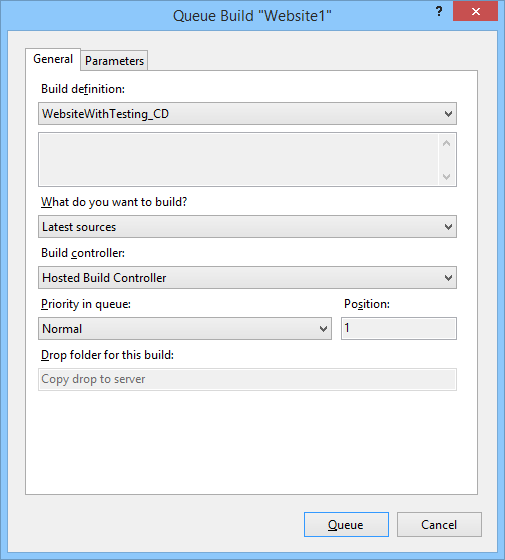 Queue Build "Website1"
?
General
Parameters
Build definition:
WebsiteWithTesting_CD
What do you want to build?
Latest sources
Build controller:
Hosted Build Controller
Priority in queue:
Position:
Normal
1
Drop folder for this build:
Copy drop to server
Queue
Cancel